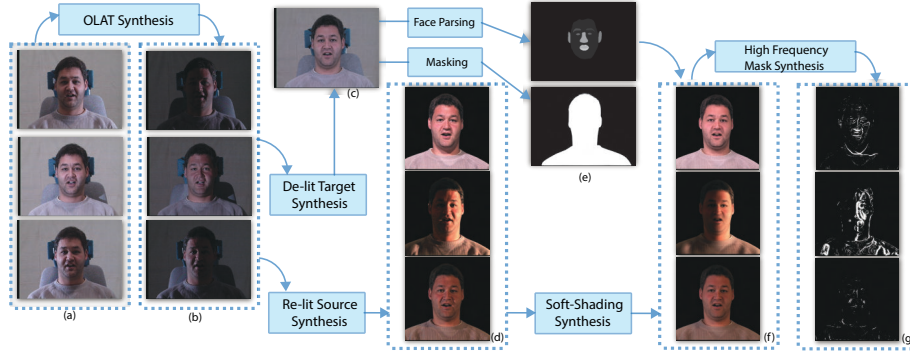 OLAT Synthesis
(a)
(b)
De-lit Target
Synthesis
Re-lit Source
Synthesis
(c)
Face Parsing
Masking
(d)
(e)
Soft-Shading
Synthesis
(f)
High Frequency
Mask Synthesis
(g